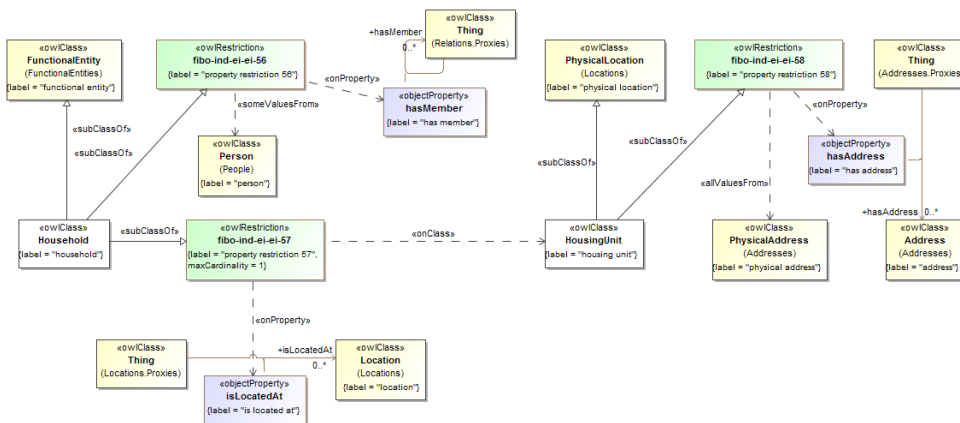 «owlClass»
FunctionalEntity
(FunctionalEntities)
{label = "functional entity"}
«owlRestriction»
fibo-ind-ei-ei-56
{label = "property restriction 56"}
+hasMember
0..*
«owlClass»
Thing
(Relations.Proxies)
«onProperty»
«objectProperty»
hasMember
{label = "has member"}
«someValuesFrom»
«owlClass»
Person
(People)
{label = "person"}
«subClassOf»
«subClassOf»
«owlClass»
PhysicalLocation
(Locations)
{label = "physical location"}
«owlRestriction»
fibo-ind-ei-ei-58
{label = "property restriction 58"}
«owlClass»
Thing
(Addresses.Proxies)
«onProperty»
«objectProperty»
hasAddress
{label = "has address"}
«subClassOf»
«subClassOf»
«allValuesFrom»
+hasAddress
0..*
«owlClass»
Household
{label = "household"}
«subClassOf»
«owlRestriction»
fibo-ind-ei-ei-57
{label = "property restriction 57",
maxCardinality = 1}
«onClass»
«owlClass»
HousingUnit
{label = "housing unit"}
«owlClass»
PhysicalAddress
(Addresses)
{label = "physical address"}
«owlClass»
Address
(Addresses)
{label = "address"}
«onProperty»
«owlClass»
Thing
(Locations.Proxies)
+isLocatedAt
0..*
«owlClass»
Location
(Locations)
{label = "location"}
«objectProperty»
isLocatedAt
{label = "is located at"}